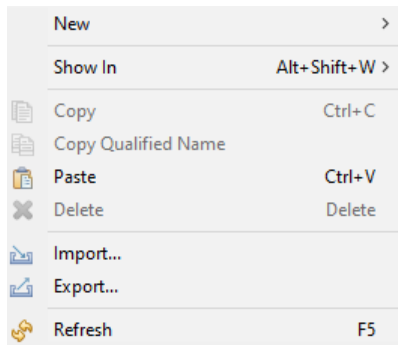 New >
Show In Alt+Shift+W >
Copy Ctrl+C
Copy Qualified Name
Paste Ctrl+V
Delete Delete
Import...
Export...
Refresh F5